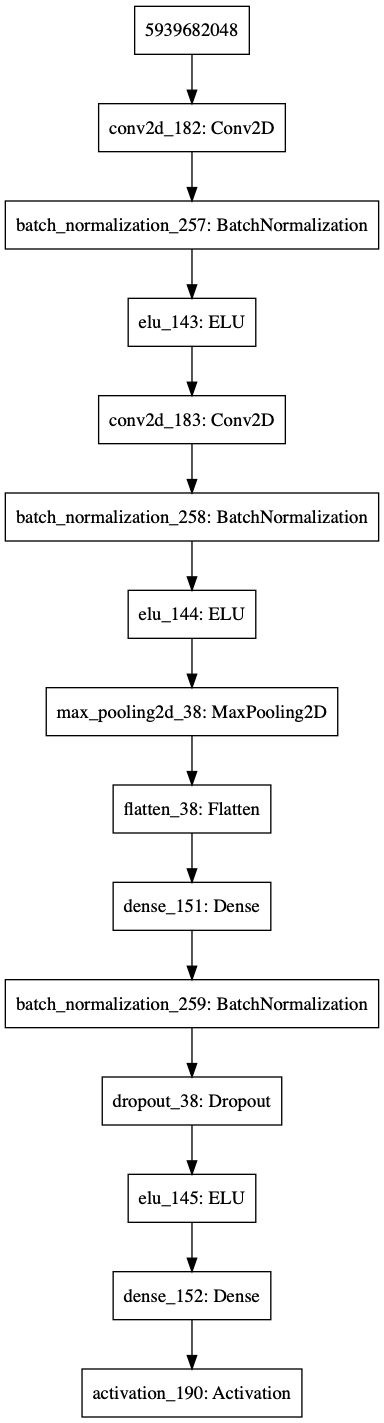 5939682048
conv2d_182: Conv2D
batch_normalization_257: BatchNormalization
elu_143: ELU
conv2d_183: Conv2D
batch_normalization_258: BatchNormalization
elu_144: ELU
max_pooling2d_38: MaxPooling2D
flatten_38: Flatten
dense_151: Dense
batch_normalization_259: BatchNormalization
dropout_38: Dropout
elu_145: ELU
dense_152: Dense
activation_190: Activation